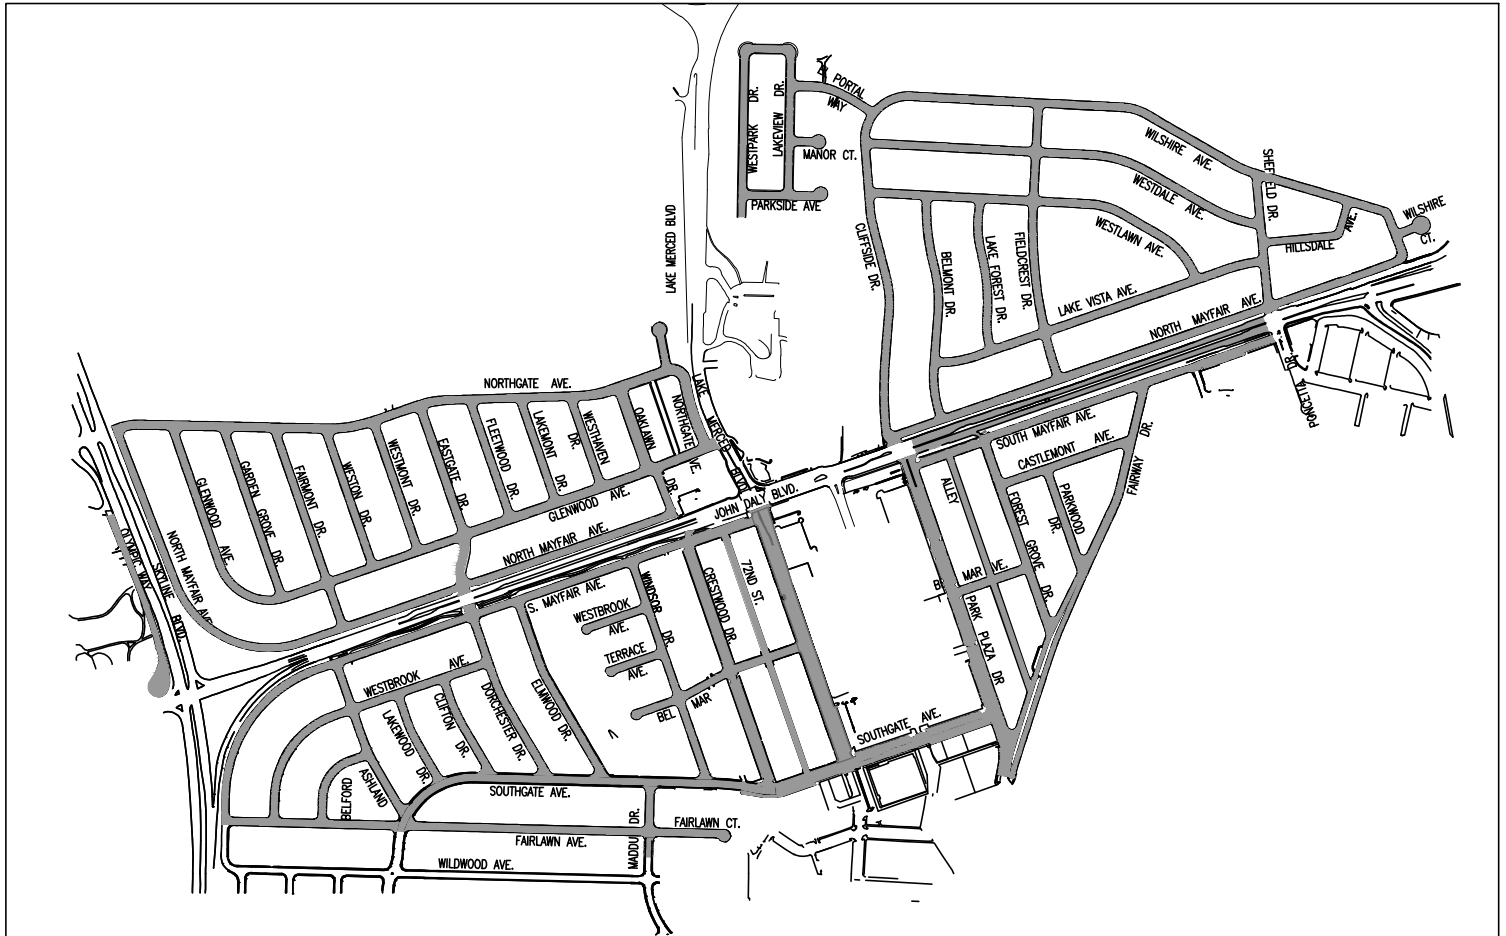 PORTAL
WAY
WESTPARK DR.
LAKEVIEW DR.
MANOR CT.
PARKSIDE AVE
WILSHIRE AVE.
SHEFFIELD DR.
WESTDALE AVE.
WESTLAWN AVE.
WILSHIRE
CT.
AVE.
HILLSDALE
LAKE MERCED BLVD
CLIFFSIDE DR.
BELMONT DR.
LAKE FOREST DR.
FIELDCREST DR.
LAKE VISTA AVE.
NORTH MAYFAIR AVE.
PONCETTA DR.
NORTHGATE AVE.
LAKE MERCED BLVD.
NORTHGATE AVE.
OAKLAWN DR.
WESTHAVEN DR.
LAKEMONT DR.
FLEETWOOD DR.
EASTGATE DR.
WESTMONT DR.
WESTON DR.
FAIRMONT DR.
GARDEN GROVE DR.
GLENWOOD AVE.
GLENWOOD AVE.
NORTH MAYFAIR AVE.
NORTH MAYFAIR AVE.
JOHN DALY BLVD.
SOUTH MAYFAIR AVE.
CASTLEMONT AVE.
FAIRWAY DR.
ALLEY
FOREST GROVE DR.
PARKWOOD DR.
MAR AVE.
PARK PLAZA DR
OLYMPIC WAY
SKYLINE BLVD.
S. MAYFAIR AVE.
WINDSOR DR.
CRESTWOOD DR.
72ND ST.
WESTBROOK
AVE.
TERRACE
AVE.
BEL MAR
WESTBROOK AVE.
LAKEWOOD DR.
CLIFTON DR.
DORCHESTER DR.
ELMWOOD DR.
SOUTHGATE AVE.
BELFORD
ASHLAND
SOUTHGATE AVE.
FAIRLAWN CT.
FAIRLAWN AVE.
WILDWOOD AVE.